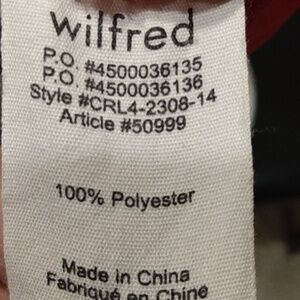 wilfred
P.O. #4500036135
P.O. #4500036136
Style #CRL4-2308-14
Article #50999
100% Polyester
Made in China
Fabriqué en Chine